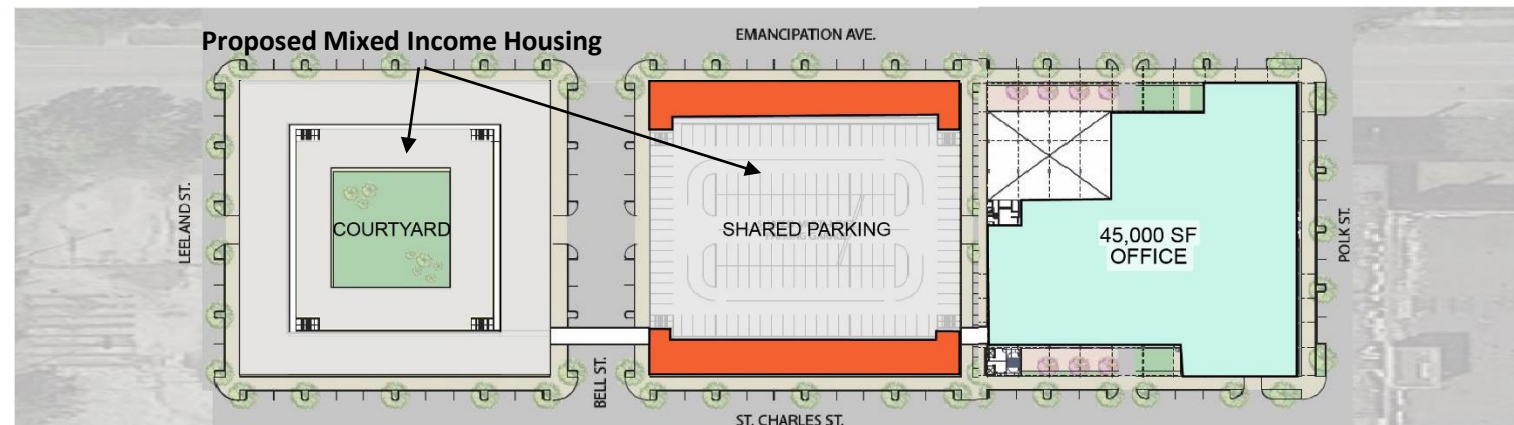 Proposed Mixed Income Housing
EMANCIPATION AVE.
LEELAND ST.
COURTYARD
BELL ST.
SHARED PARKING
45,000 SF
OFFICE
POLK ST.
ST. CHARLES ST.